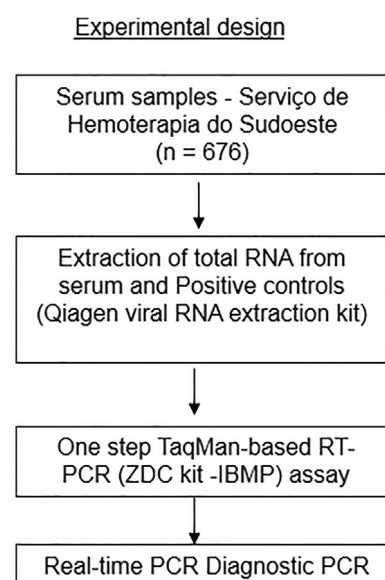 Experimental design
Serum samples - Serviço de
Hemoterapia do Sudoeste
(n = 676)
Extraction of total RNA from
serum and Positive controls
(Qiagen viral RNA extraction kit)
One step TaqMan-based RT-
PCR (ZDC kit -IBMP) assay
Real-time PCR Diagnostic PCR